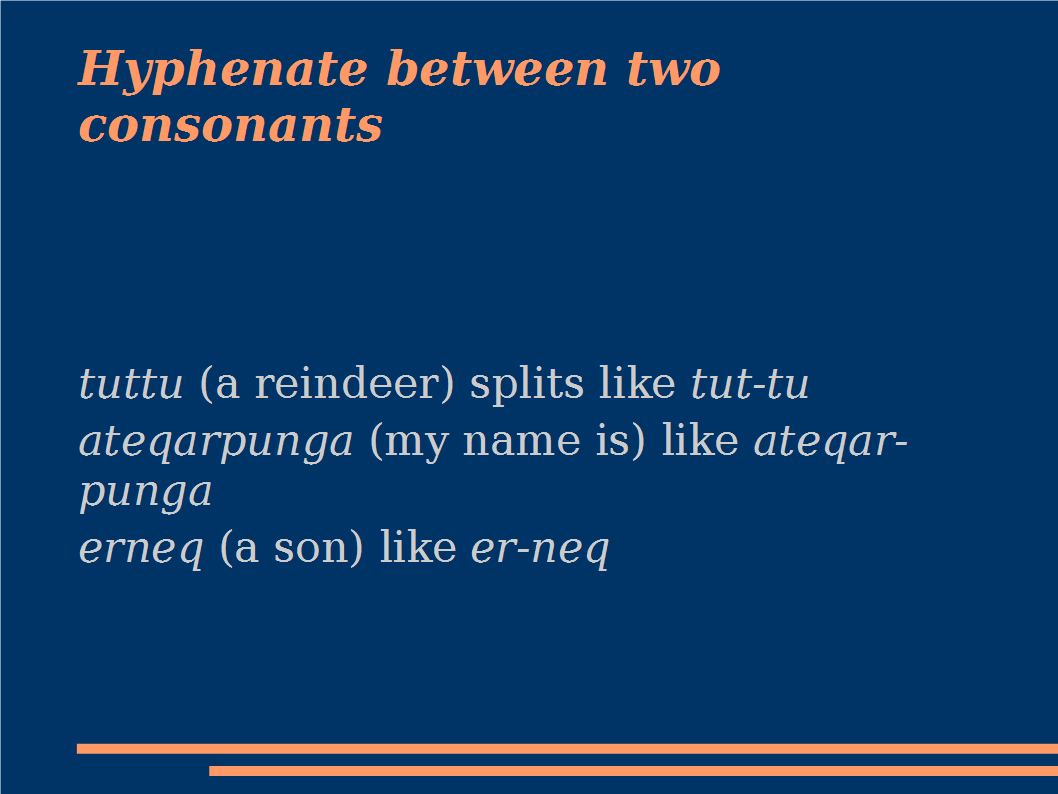 Hyphenate between two
consonants
tuttu (a reindeer) splits like tut-tu
ateqarpunga (my name is) like ateqar-
punga
erneq (a son) like er-neq